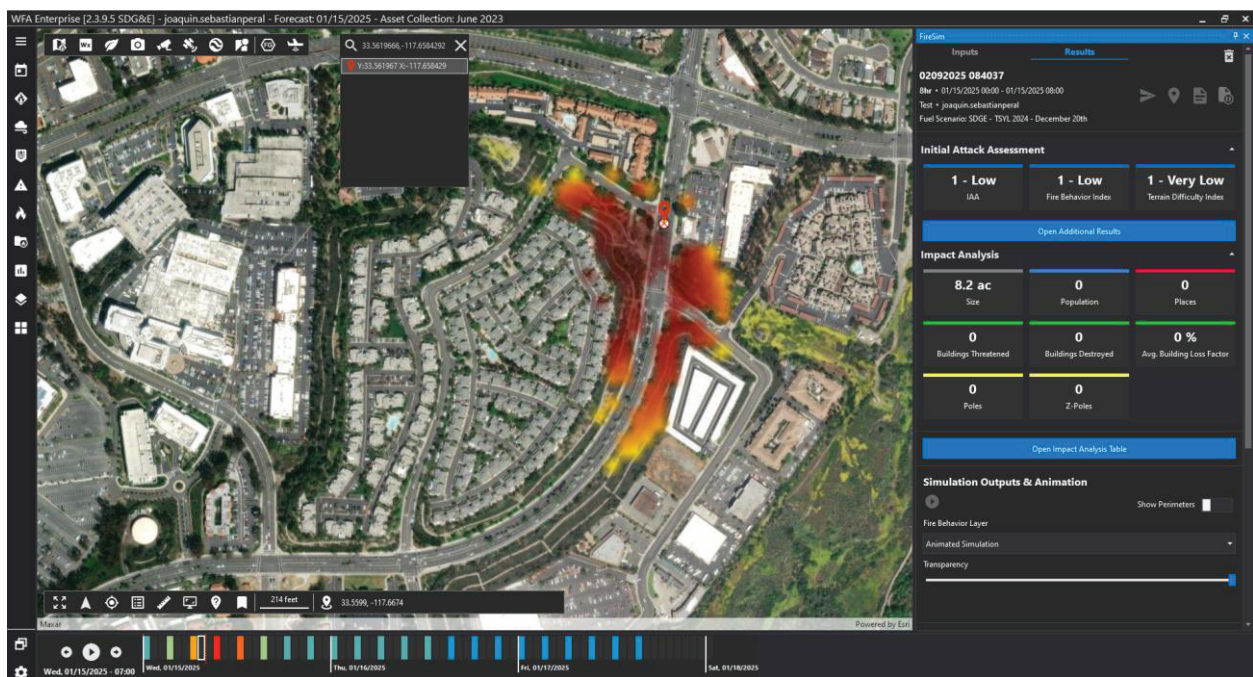 WFA Enterprise [2.3.9.5 SDG&E] - joaquin.sebastianperal - Forecast: 01/15/2025 - Asset Collection: June 2023
Wx
FG
33.5619666,-117.6584292
Y:33.561967 X:-117.658429
FireSim
Inputs
Results
02092025 084037
8hr • 01/15/2025 00:00 - 01/15/2025 08:00
Test • joaquin.sebastianperal
Fuel Scenario: SDGE - TSYL 2024 - December 20th
Initial Attack Assessment
1 - Low
IAA
1 - Low
Fire Behavior Index
1 - Very Low
Terrain Difficulty Index
Open Additional Results
Impact Analysis
8.2 ac
Size
0
Population
0
Places
0
Buildings Threatened
0
Buildings Destroyed
0 %
Avg. Building Loss Factor
0
Poles
0
Z-Poles
Open Impact Analysis Table
Simulation Outputs & Animation
Show Perimeters
Fire Behavior Layer
Animated Simulation
Transparency
214 feet
33.5599, -117.6674
Maxar
Powered by Esri
Wed, 01/15/2025 - 07:00
Wed, 01/15/2025
Thu, 01/16/2025
Fri, 01/17/2025
Sat, 01/18/2025